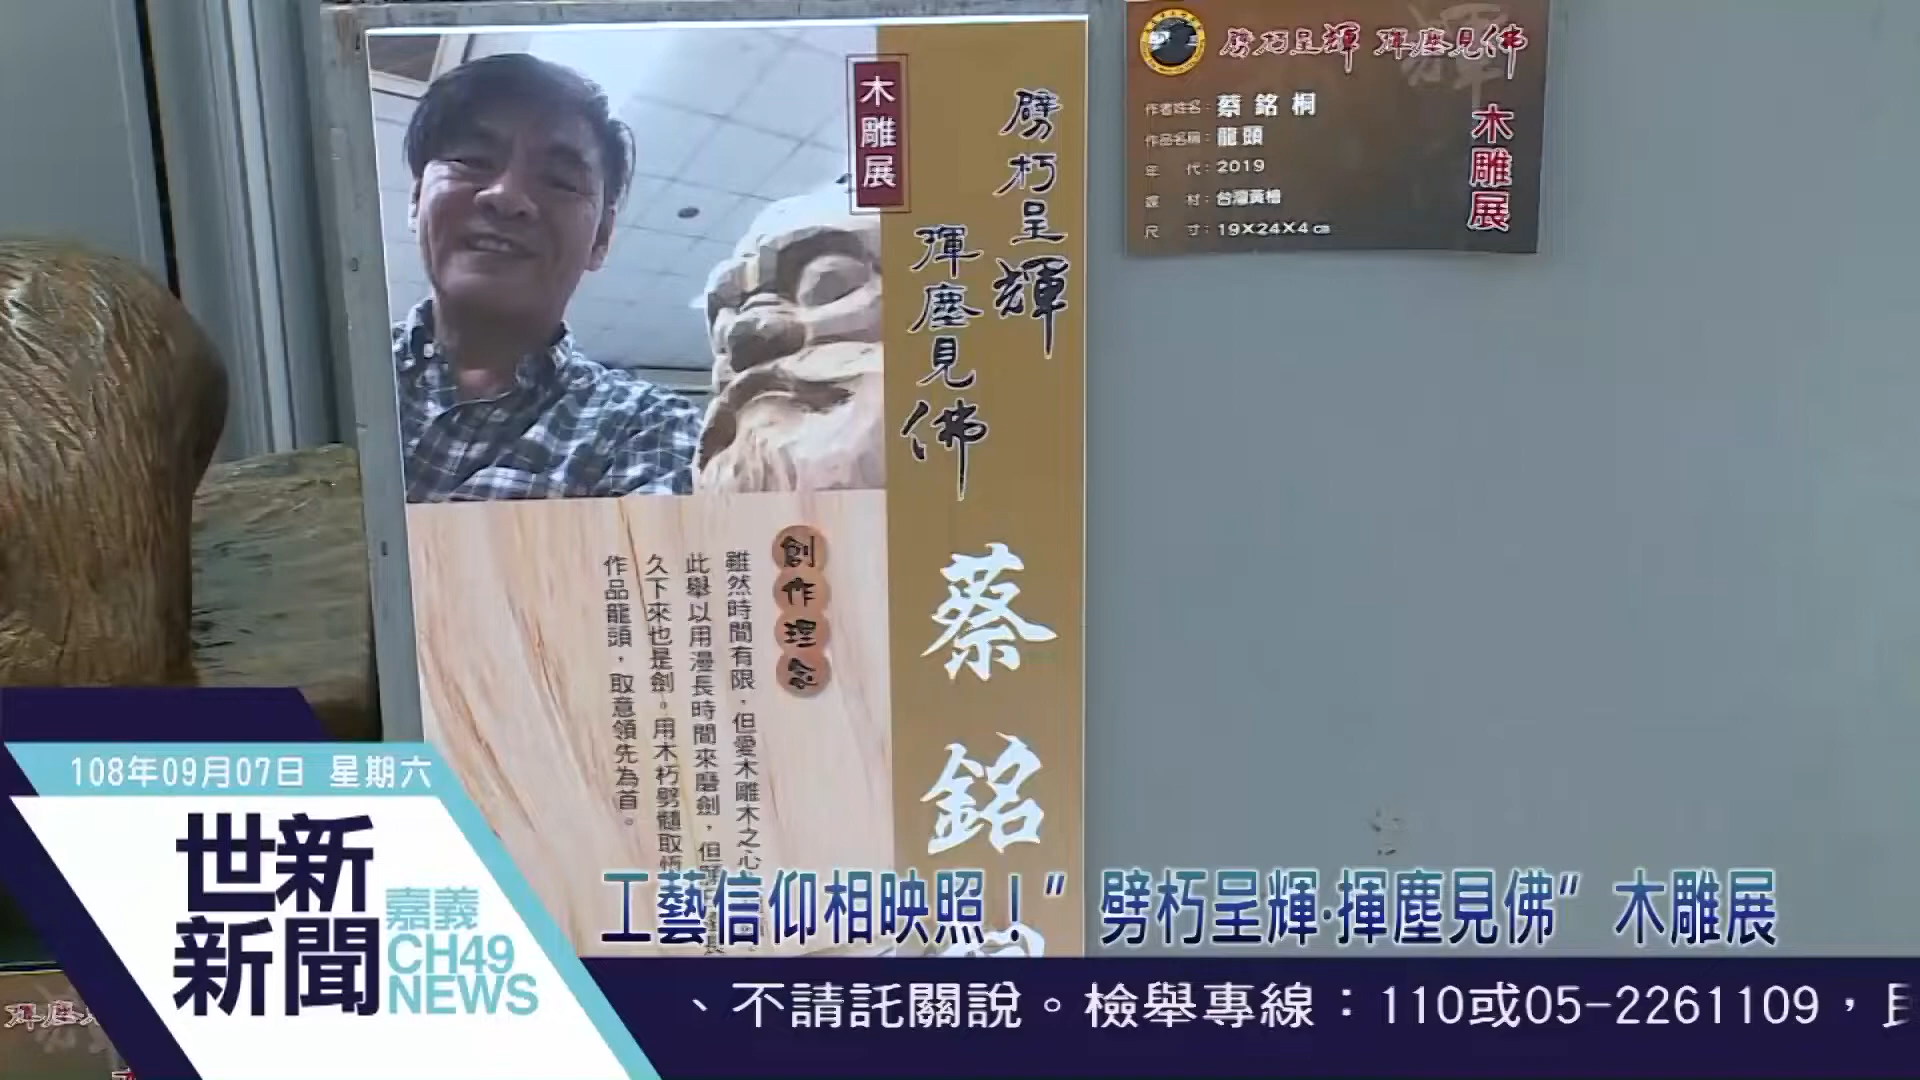 木雕展
劈朽呈輝
揮塵見佛
蔡銘
創作理念
雖然時間有限，但愛木雕木之心
此舉以用漫長時間來磨劍，但
久下來也是劍。用木朽劈髓取
作品龍頭，取意領先為首。
劈朽呈輝 揮塵見佛
作者姓名：蔡銘桐
作品名稱：龍頭
年代：2019
媒材：台灣黃檜
尺寸：19X24X4㎝
木雕展
108年09月07日 星期六
世新
新聞
嘉義
CH49
NEWS
工藝信仰相映照！"劈朽呈輝·揮塵見佛"木雕展
、不請託關說。檢舉專線：110或05-2261109，